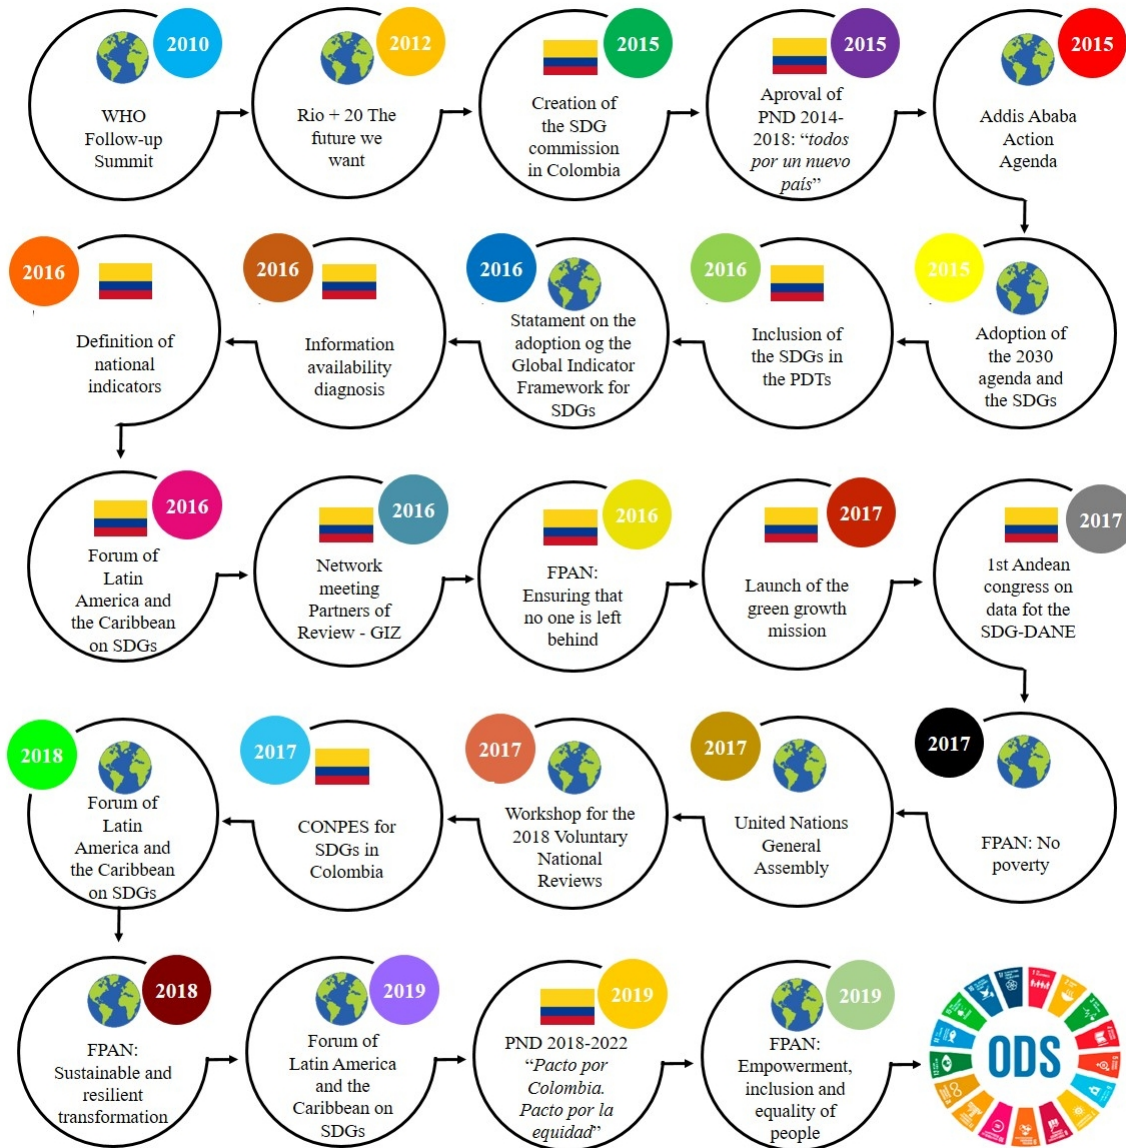 2010
WHO
Follow-up
Summit
2012
Rio + 20 The
future we
want
2015
Creation of
the SDG
commission
in Colombia
2015
Aproval of
PND 2014-
2018: “todos
por un nuevo
país”
2015
Addis Ababa
Action
Agenda
2015
Adoption of
the 2030
agenda and
the SDGs
2016
Inclusion of
the SDGs in
the PDTs
2016
Statament on the
adoption og the
Global Indicator
Framework for
SDGs
2016
Information
availability
diagnosis
2016
Definition of
national
indicators
2016
Forum of
Latin
America and
the Caribbean
on SDGs
2016
Network
meeting
Partners of
Review - GIZ
2016
FPAN:
Ensuring that
no one is left
behind
2017
Launch of the
green growth
mission
2017
1st Andean
congress on
data fot the
SDG-DANE
2017
FPAN: No
poverty
2017
United Nations
General
Assembly
2017
Workshop for the
2018 Voluntary
National
Reviews
2017
CONPES for
SDGs in
Colombia
2018
Forum of
Latin
America and
the Caribbean
on SDGs
2018
FPAN:
Sustainable and
resilient
transformation
2019
Forum of
Latin
America and the
Caribbean on
SDGs
2019
PND 2018-2022
“Pacto por
Colombia.
Pacto por la
equidad”
2019
FPAN:
Empowerment,
inclusion and
equality of
people
ODS